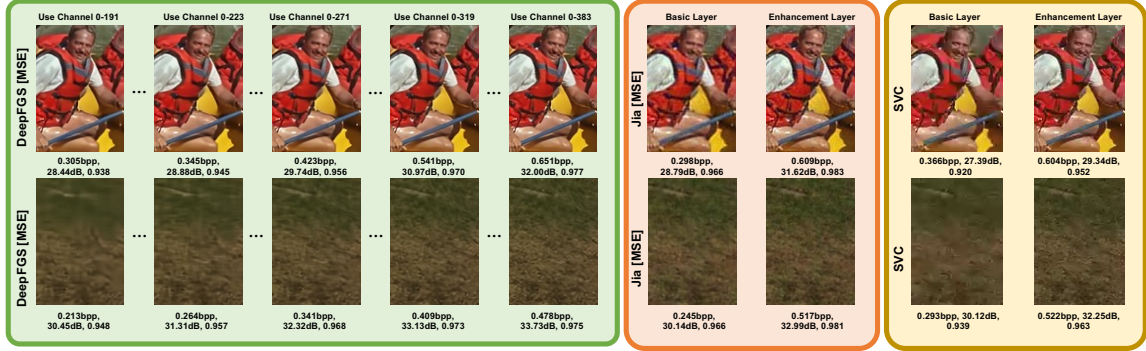 Use Channel 0-191
Use Channel 0-223
Use Channel 0-271
Use Channel 0-319
Use Channel 0-383
DeepFGS [MSE]
...
...
...
...
0.305bpp,
28.44dB, 0.938
0.345bpp,
28.88dB, 0.945
0.423bpp,
29.74dB, 0.956
0.541bpp,
30.97dB, 0.970
0.651bpp,
32.00dB, 0.977
DeepFGS [MSE]
...
...
...
...
0.213bpp,
30.45dB, 0.948
0.264bpp,
31.31dB, 0.957
0.341bpp,
32.32dB, 0.968
0.409bpp,
33.13dB, 0.973
0.478bpp,
33.73dB, 0.975
Basic Layer
Enhancement Layer
Jia [MSE]
0.298bpp,
28.79dB, 0.966
0.609bpp,
31.62dB, 0.983
Jia [MSE]
0.245bpp,
30.14dB, 0.966
0.517bpp,
32.99dB, 0.981
Basic Layer
Enhancement Layer
SVC
0.366bpp, 27.39dB,
0.920
0.604bpp, 29.34dB,
0.952
SVC
0.293bpp, 30.12dB,
0.939
0.522bpp, 32.25dB,
0.963